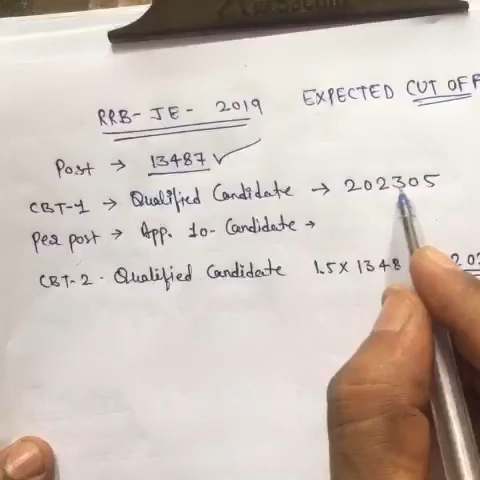 RRB- JE - 2019
EXPECTED CUT OFF
Post → 13487
CBT-1 → Qualified Candidate → 202305
Per post → App. 10- Candidate →
CBT-2 - Qualified Candidate 1.5 X 1348